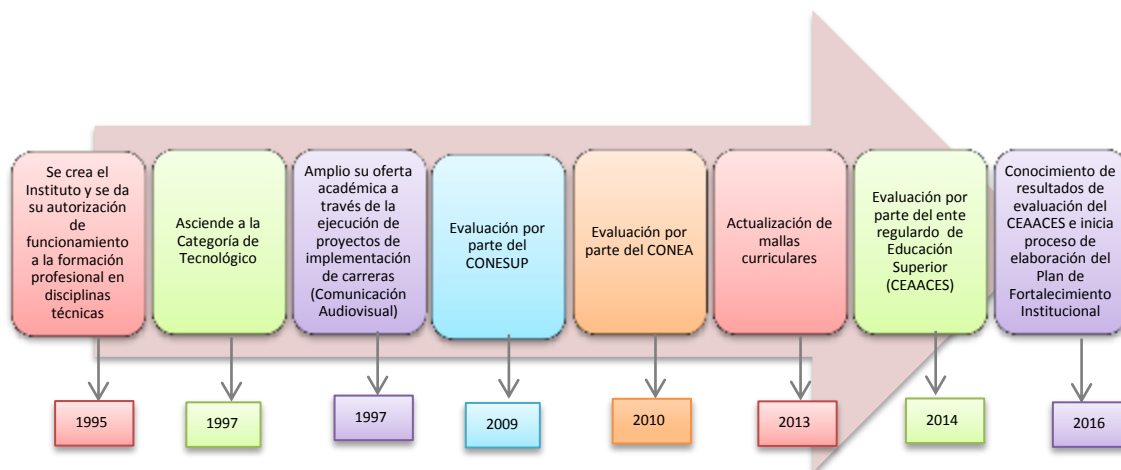 Se crea el
Instituto y se da
su autorización
de
funcionamiento
a la formación
profesional en
disciplinas
técnicas
Asciende a la
Categoría de
Tecnológico
Amplio su oferta
académica a
través de la
ejecución de
proyectos de
implementación
de carreras
(Comunicación
Audiovisual)
Evaluación por
parte del
CONESUP
Evaluación por
parte del CONEA
Actualización de
mallas
curriculares
Evaluación por
parte del ente
regulardo de
Educación
Superior
(CEAACES)
Conocimiento de
resultados de
evaluación del
CEAACES e inicia
proceso de
elaboración del
Plan de
Fortalecimiento
Institucional
1995
1997
1997
2009
2010
2013
2014
2016